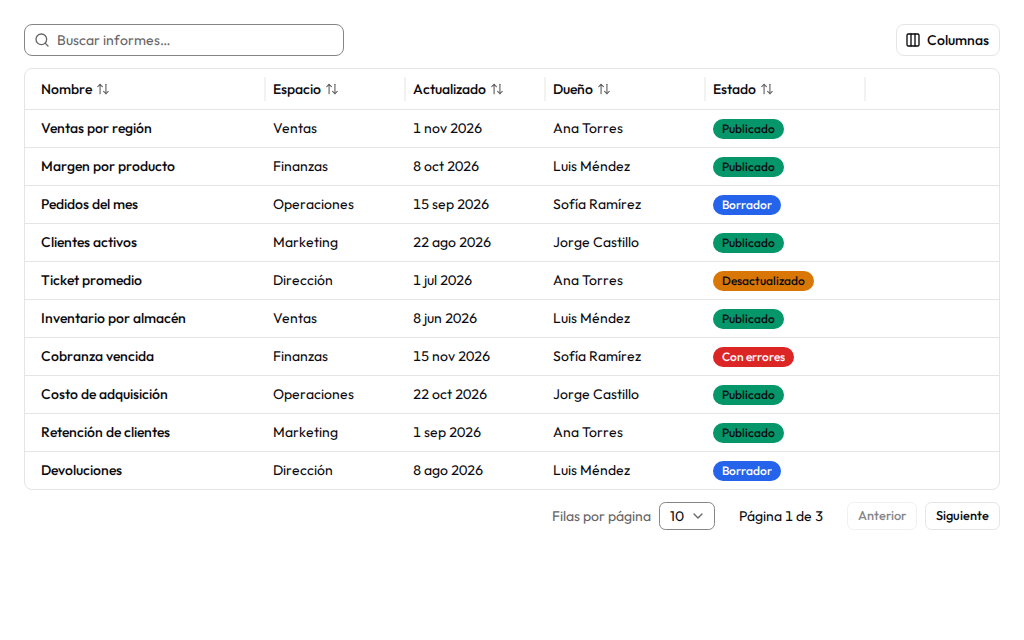 Buscar informes…
Columnas
Nombre Espacio Actualizado Dueño Estado
Ventas por región Ventas 1 nov 2026 Ana Torres Publicado
Margen por producto Finanzas 8 oct 2026 Luis Méndez Publicado
Pedidos del mes Operaciones 15 sep 2026 Sofía Ramírez Borrador
Clientes activos Marketing 22 ago 2026 Jorge Castillo Publicado
Ticket promedio Dirección 1 jul 2026 Ana Torres Desactualizado
Inventario por almacén Ventas 8 jun 2026 Luis Méndez Publicado
Cobranza vencida Finanzas 15 nov 2026 Sofía Ramírez Con errores
Costo de adquisición Operaciones 22 oct 2026 Jorge Castillo Publicado
Retención de clientes Marketing 1 sep 2026 Ana Torres Publicado
Devoluciones Dirección 8 ago 2026 Luis Méndez Borrador
Filas por página 10 Página 1 de 3 Anterior Siguiente